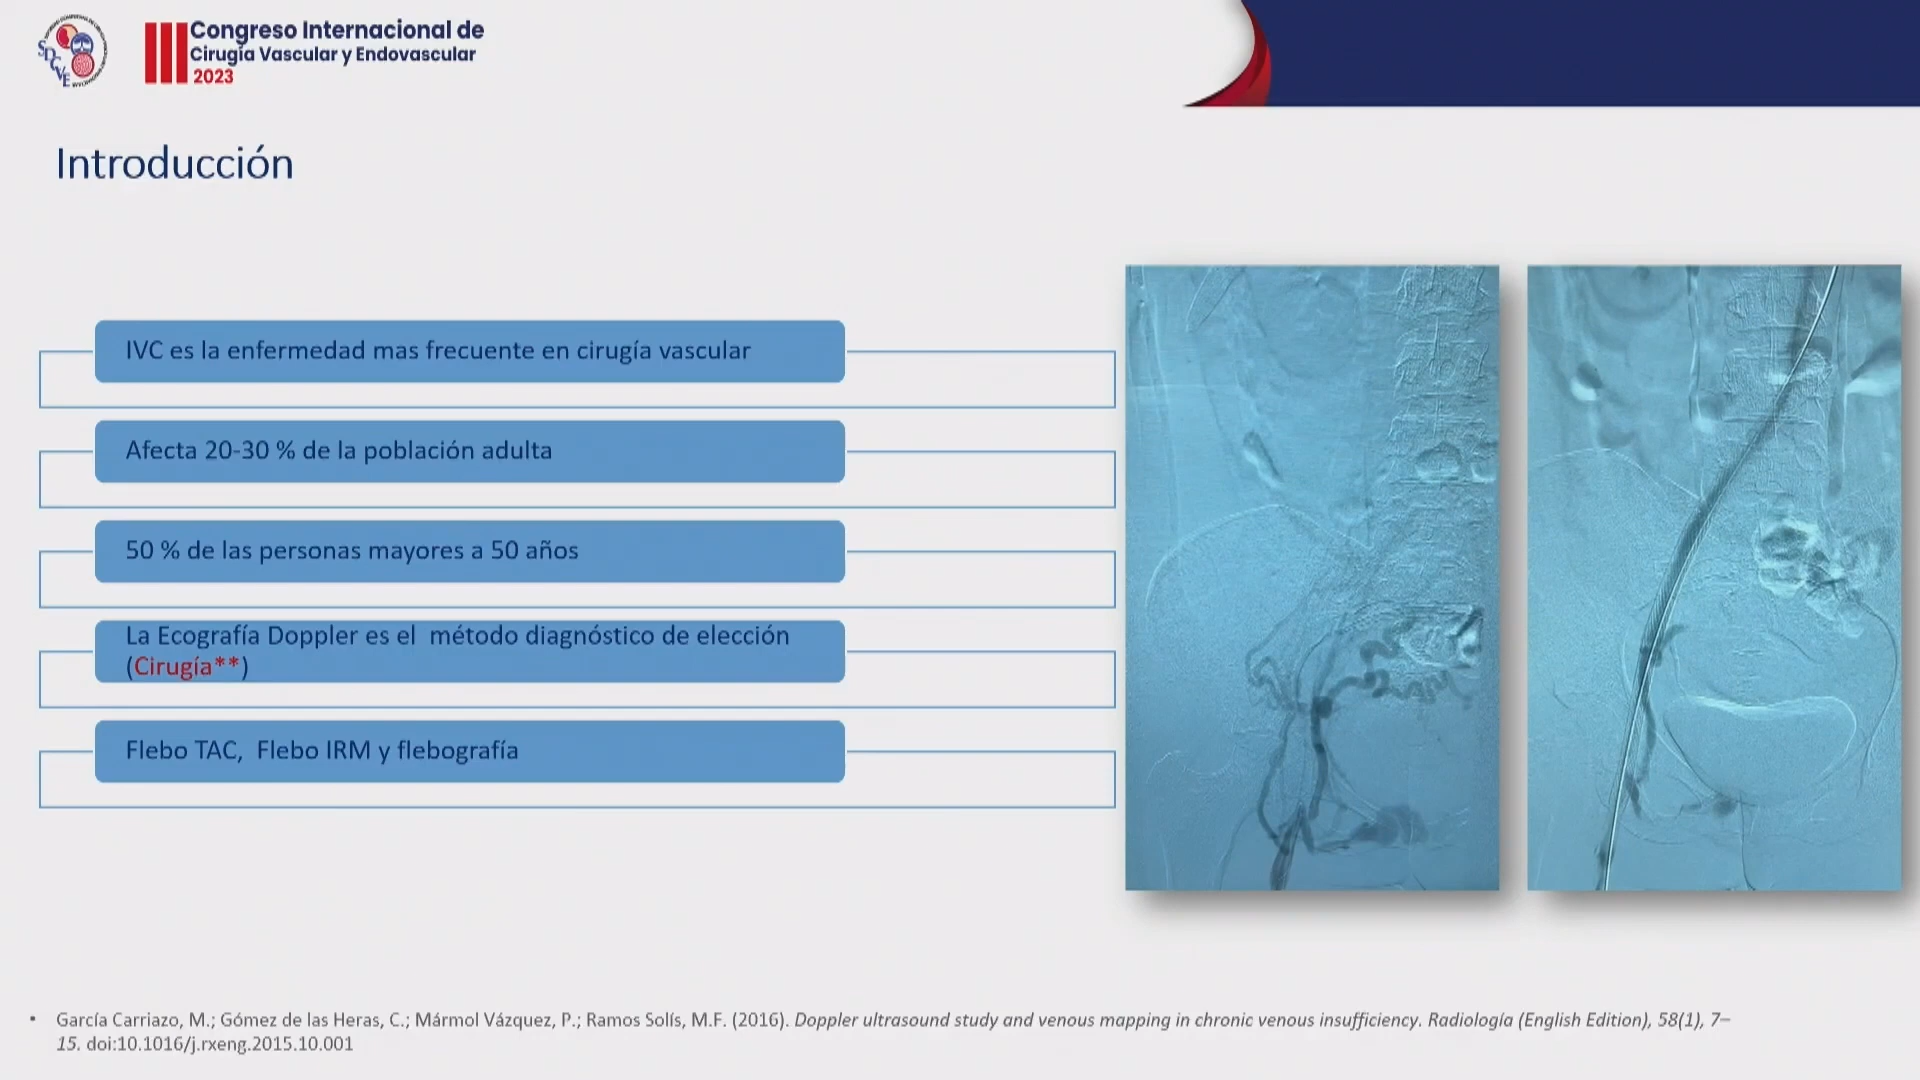 III Congreso Internacional de
Cirugía Vascular y Endovascular
2023
Introducción
IVC es la enfermedad mas frecuente en cirugía vascular
Afecta 20-30 % de la población adulta
50 % de las personas mayores a 50 años
La Ecografía Doppler es el método diagnóstico de elección
(Cirugía**)
Flebo TAC, Flebo IRM y flebografía
• García Carriazo, M.; Gómez de las Heras, C.; Mármol Vázquez, P.; Ramos Solís, M.F. (2016). Doppler ultrasound study and venous mapping in chronic venous insufficiency. Radiología (English Edition), 58(1), 7–
15. doi:10.1016/j.rxeng.2015.10.001